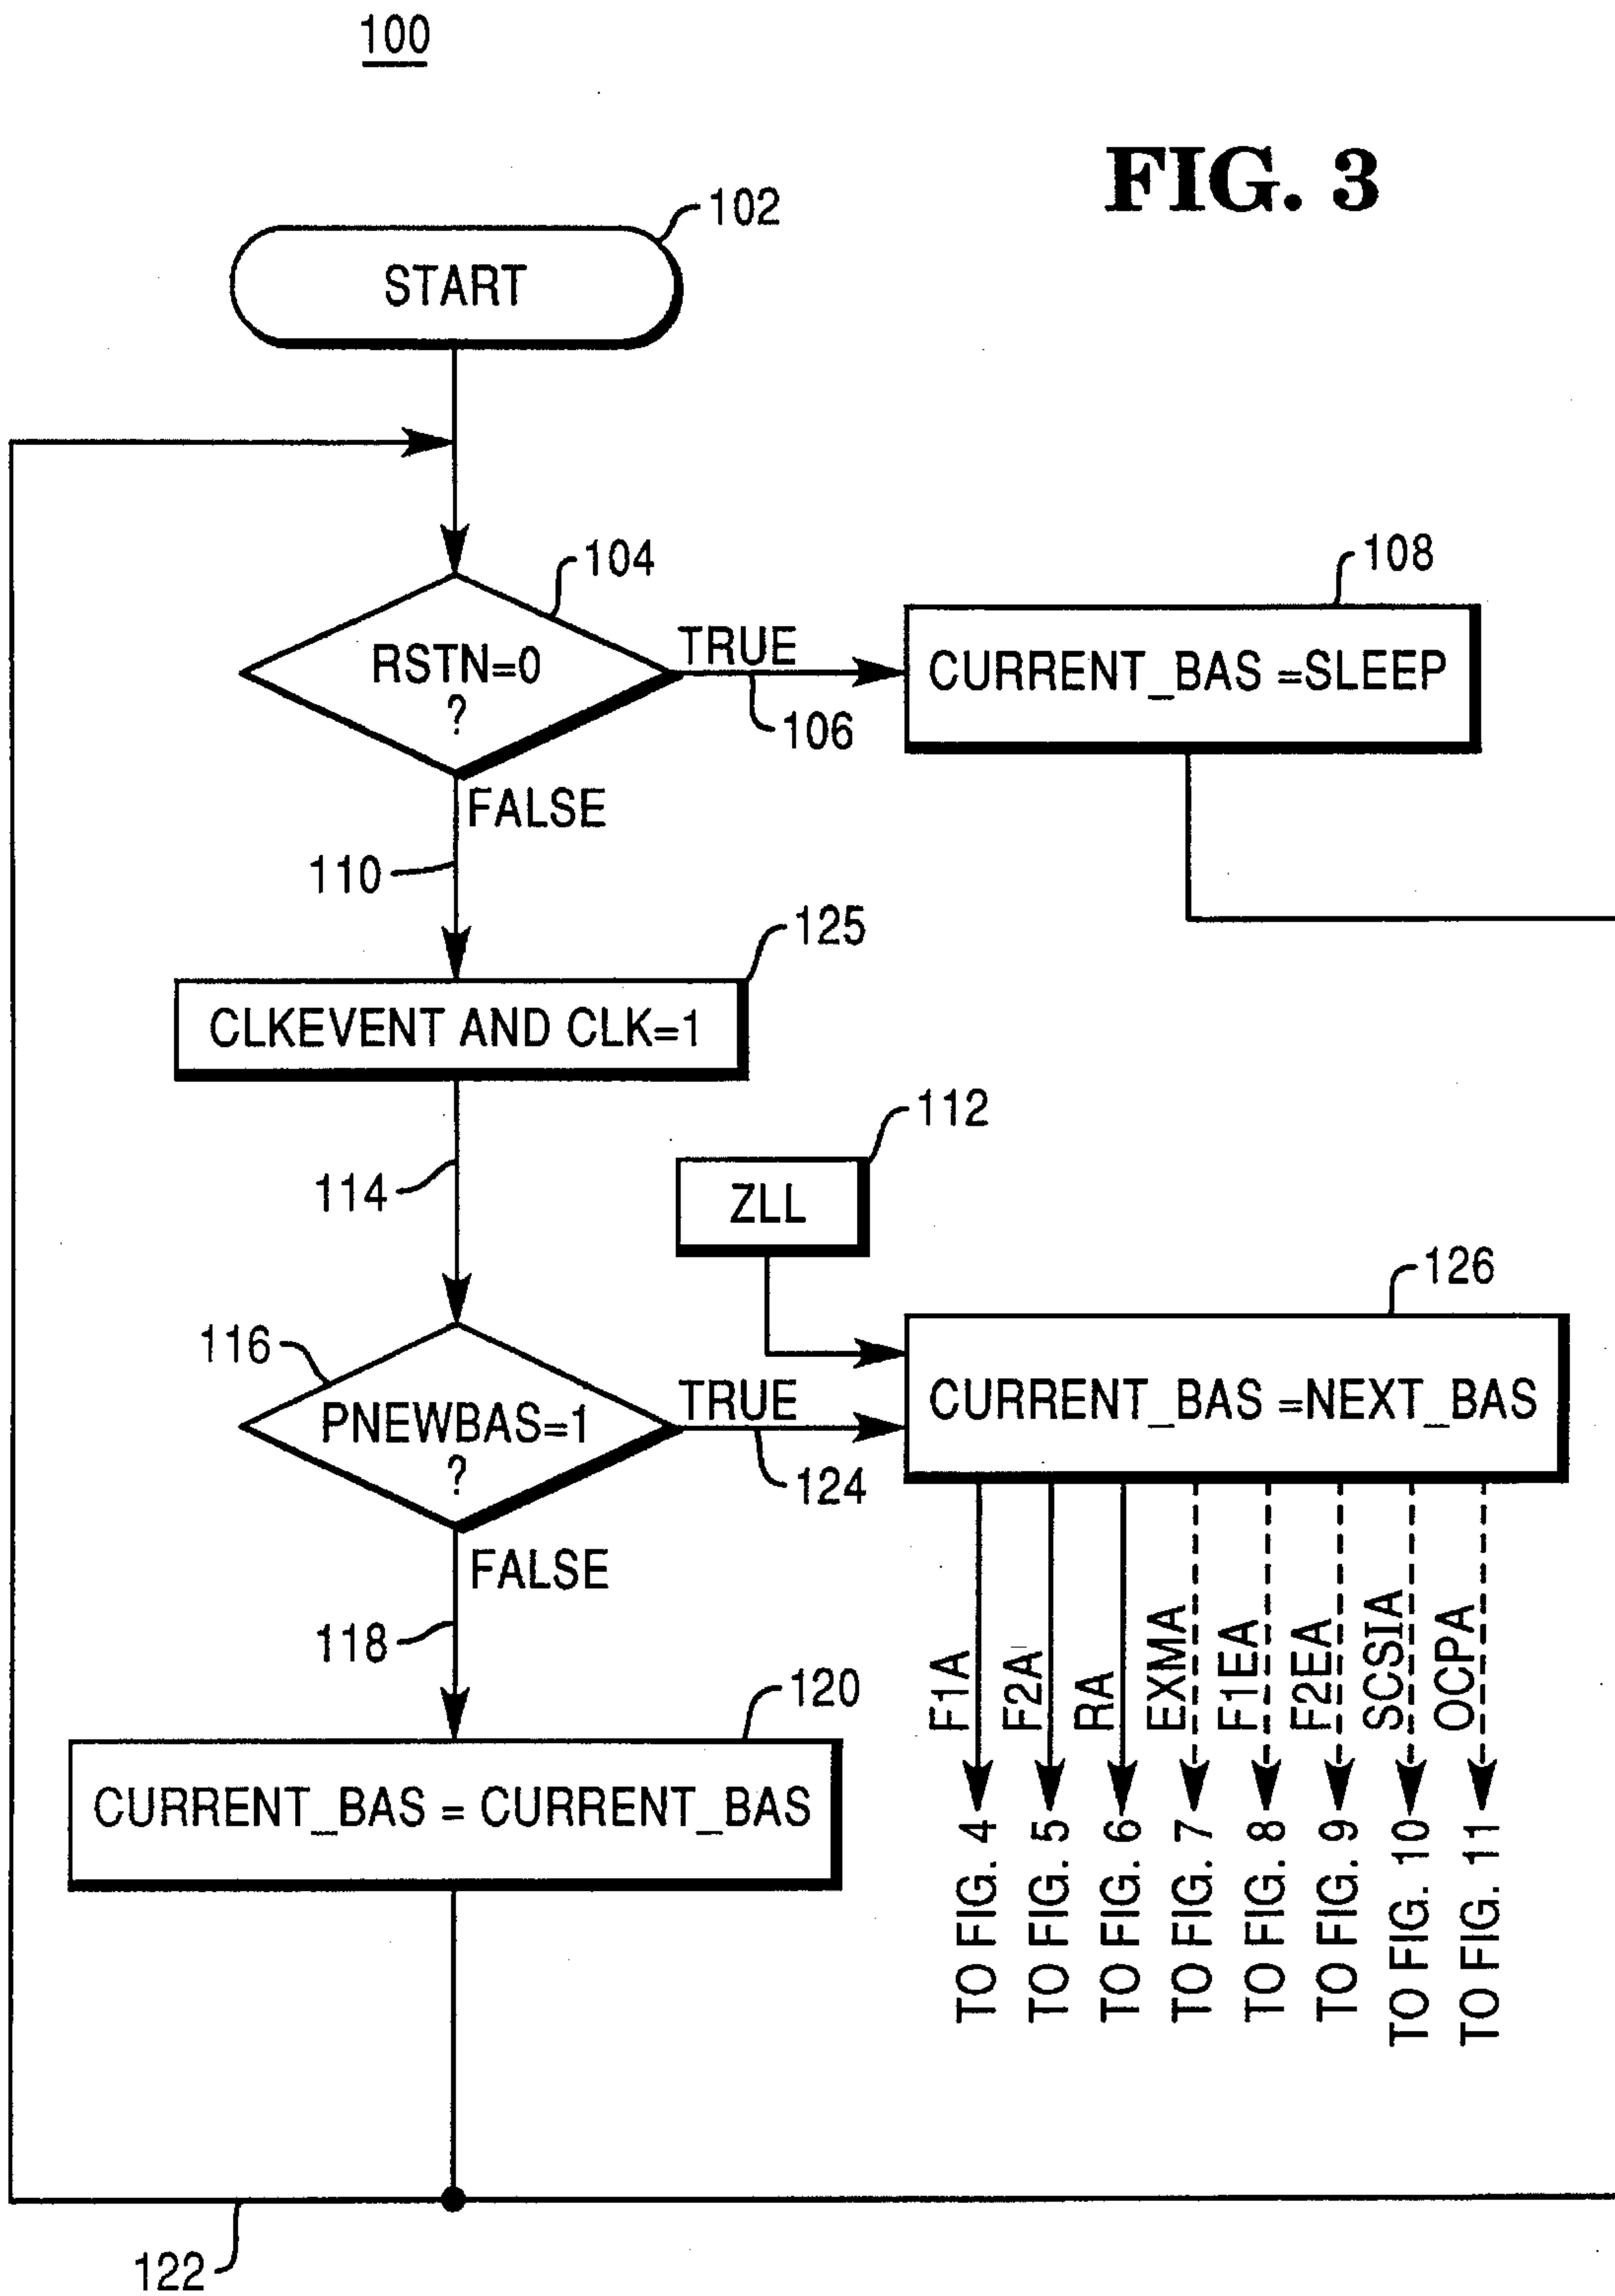 100
FIG. 3
102
START
104
RSTN=0
?
TRUE
106
108
CURRENT_BAS =SLEEP
FALSE
110
125
CLKEVENT AND CLK=1
114
112
ZLL
116
PNEWBAS=1
?
TRUE
124
126
CURRENT_BAS =NEXT_BAS
FALSE
118
120
CURRENT_BAS = CURRENT_BAS
F1A
F2A
RA
EXMA
F1EA
F2EA
SCSIA
OCPA
TO FIG. 4
TO FIG. 5
TO FIG. 6
TO FIG. 7
TO FIG. 8
TO FIG. 9
TO FIG. 10
TO FIG. 11
122